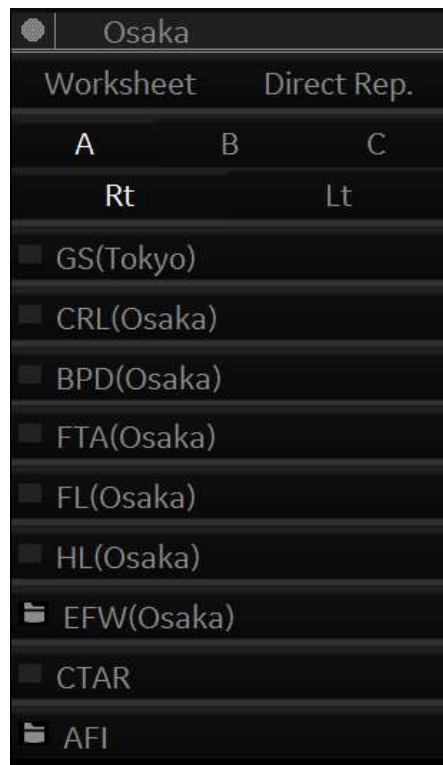 Osaka
Worksheet Direct Rep.
A B C
Rt Lt
GS(Tokyo)
CRL(Osaka)
BPD(Osaka)
FTA(Osaka)
FL(Osaka)
HL(Osaka)
EFW(Osaka)
CTAR
AFI